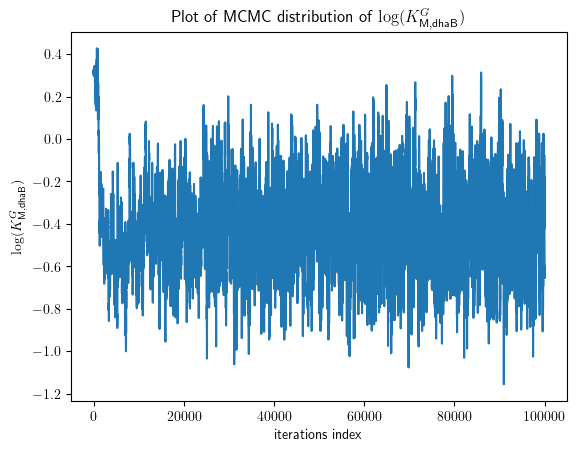 Plot of MCMC distribution of log(K^G_M,dhaB)
log(K^G_M,dhaB)
0.4
0.2
0.0
−0.2
−0.4
−0.6
−0.8
−1.0
−1.2
0 20000 40000 60000 80000 100000
iterations index